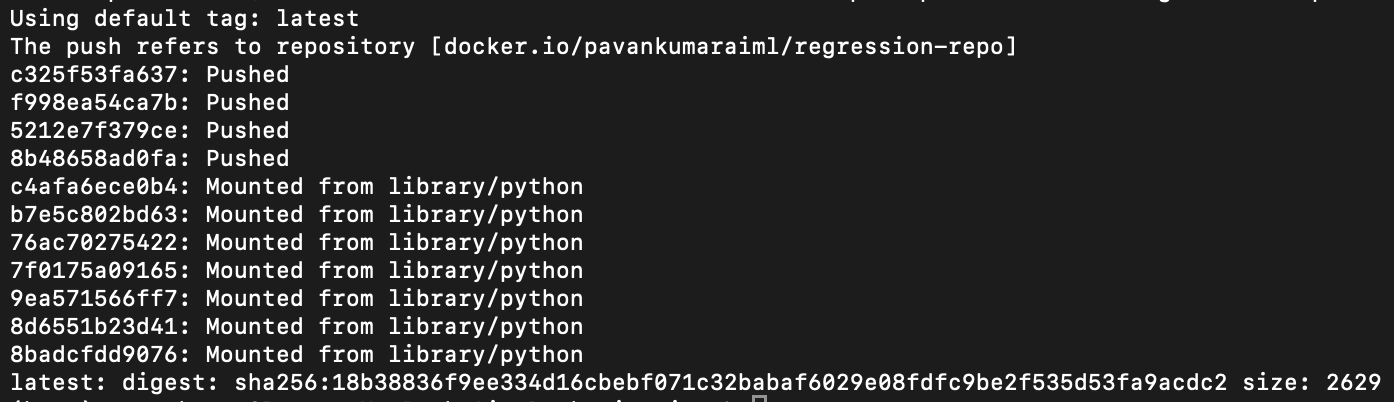 Using default tag: latest
The push refers to repository [docker.io/pavankumaraiml/regression-repo]
c325f53fa637: Pushed
f998ea54ca7b: Pushed
5212e7f379ce: Pushed
8b48658ad0fa: Pushed
c4afa6ece0b4: Mounted from library/python
b7e5c802bd63: Mounted from library/python
76ac70275422: Mounted from library/python
7f0175a09165: Mounted from library/python
9ea571566ff7: Mounted from library/python
8d6551b23d41: Mounted from library/python
8badcfdd9076: Mounted from library/python
latest: digest: sha256:18b38836f9ee334d16cbebf071c32babaf6029e08fdfc9be2f535d53fa9acdc2 size: 2629